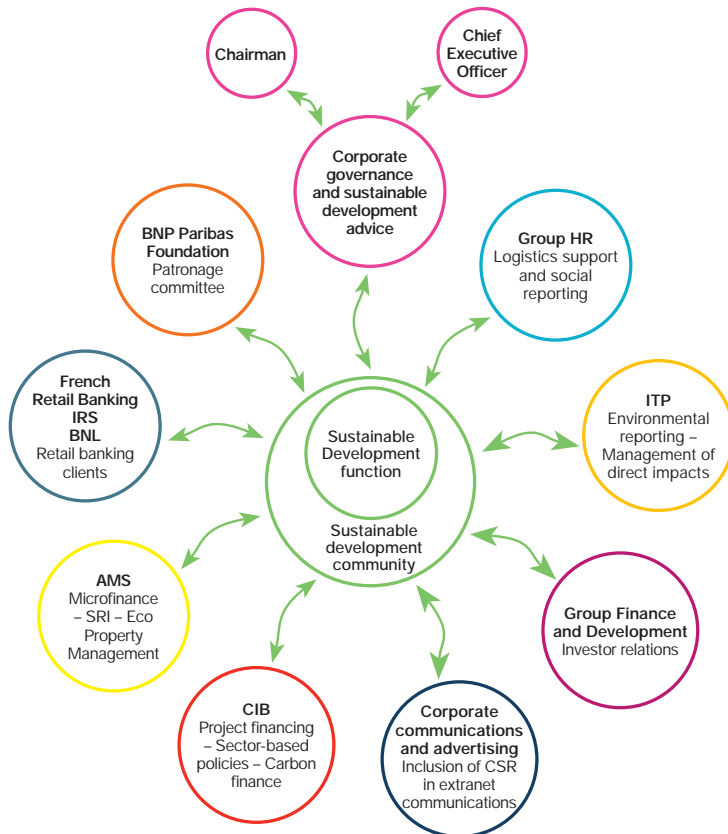 Chairman
Chief
Executive
Officer
Corporate
governance
and sustainable
development
advice
BNP Paribas
Foundation
Patronage
committee
Group HR
Logistics support
and social
reporting
French
Retail Banking
IRS
BNL
Retail banking
clients
Sustainable
Development
function
Sustainable
development
community
ITP
Environmental
reporting –
Management of
direct impacts
AMS
Microfinance
– SRI – Eco
Property
Management
Group Finance
and Development
Investor relations
CIB
Project financing
– Sector-based
policies – Carbon
finance
Corporate
communications
and advertising
Inclusion of CSR
in extranet
communications